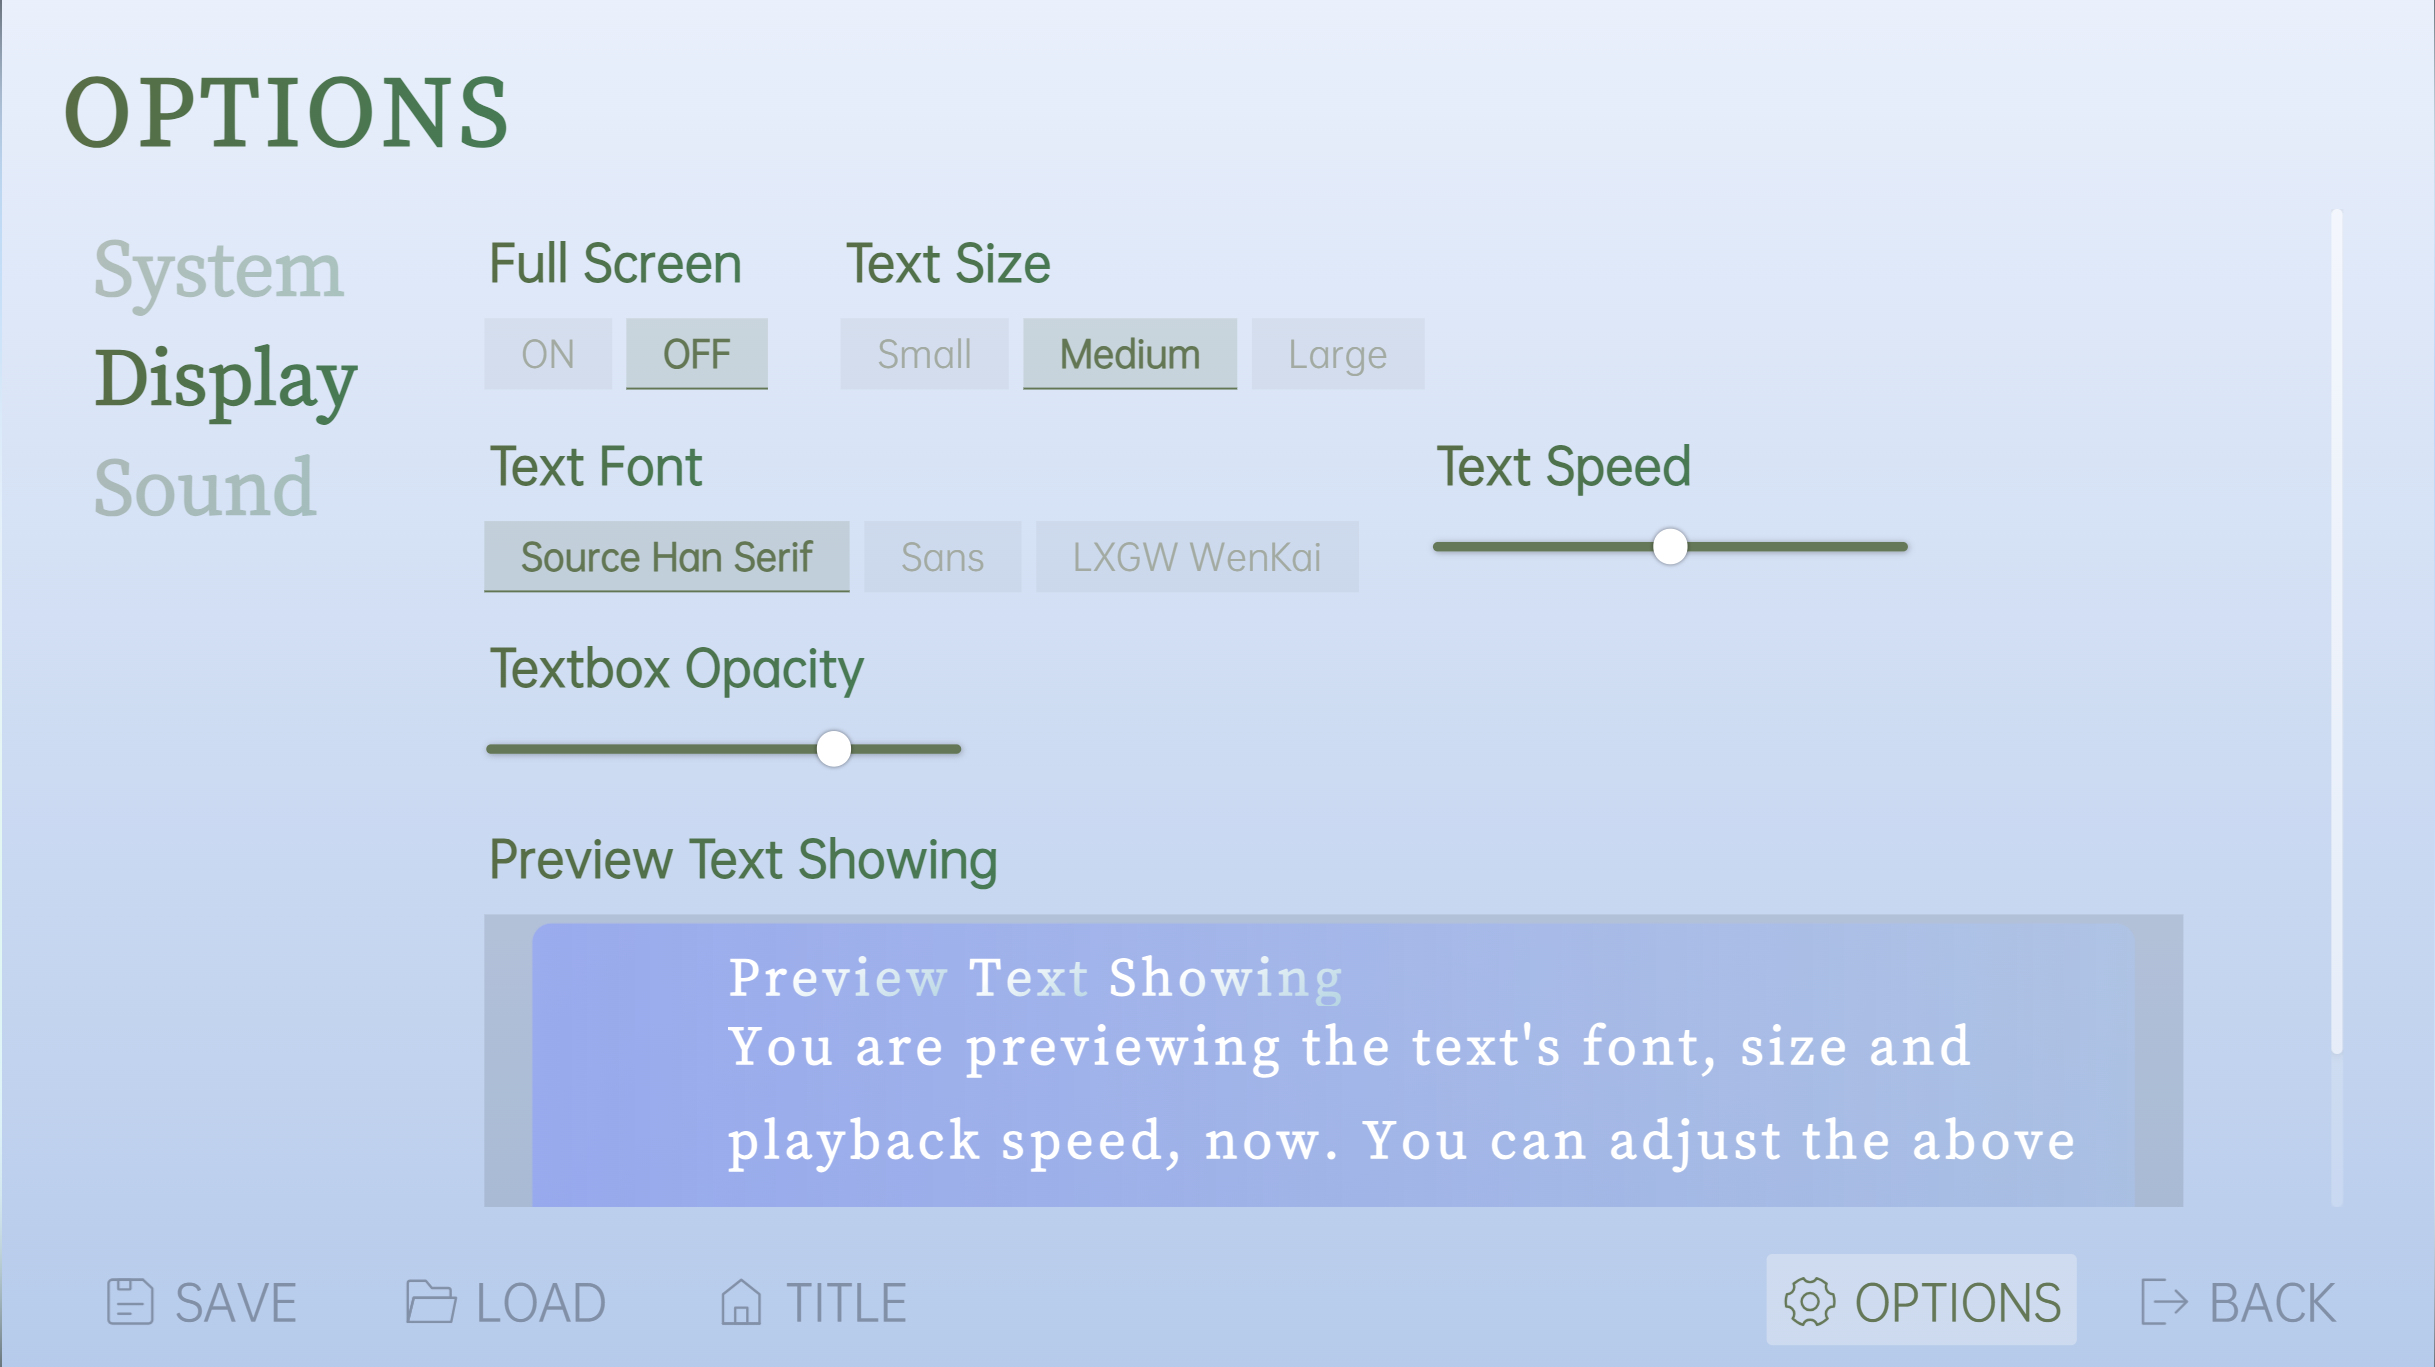 OPTIONS
System
Display
Sound
Full Screen
ON OFF
Text Size
Small Medium Large
Text Font
Source Han Serif Sans LXGW WenKai
Text Speed
Textbox Opacity
Preview Text Showing
Preview Text Showing
You are previewing the text's font, size and
playback speed, now. You can adjust the above
SAVE LOAD TITLE OPTIONS BACK